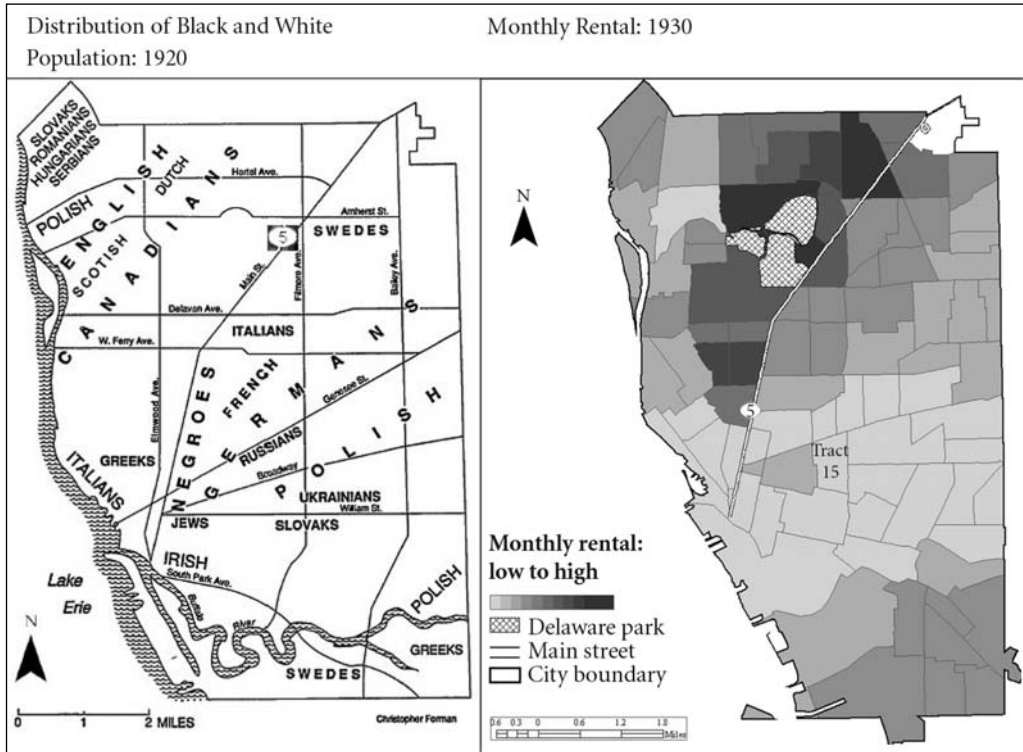 Distribution of Black and White
Population: 1920
Monthly Rental: 1930
SLOVAKS
ROMANIANS
HUNGARIANS
SERBIANS
POLISH
ENGLISH
DUTCH
SCOTISH
CANADIANS
Hartel Ave.
Amherst St.
5
SWEDES
Main St.
Filmore Ave.
Bailey Ave.
Delavan Ave.
ITALIANS
W. Ferry Ave.
Elmwood Ave.
NEGROES
FRENCH
GERMANS
Genesee St.
RUSSIANS
Broadway
POLISH
GREEKS
ITALIANS
UKRAINIANS
William St.
JEWS
SLOVAKS
IRISH
South Park Ave.
Buffalo
River
POLISH
GREEKS
SWEDES
Lake
Erie
N
0 1 2 MILES
Christopher Forman
N
5
Tract
15
Monthly rental:
low to high
Delaware park
Main street
City boundary
0.6 0.3 0 0.6 1.2 1.8
Miles